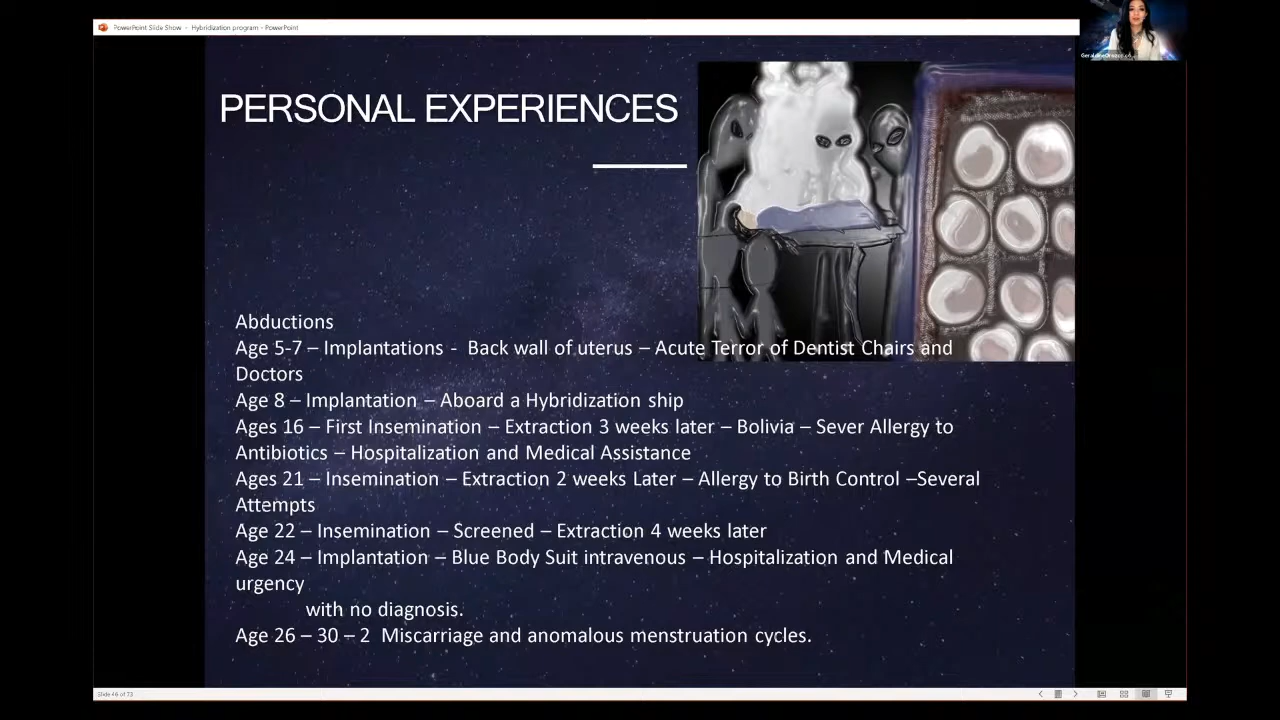 PowerPoint Slide Show - Hybridization program - PowerPoint
PERSONAL EXPERIENCES
Abductions
Age 5-7 – Implantations - Back wall of uterus – Acute Terror of Dentist Chairs and
Doctors
Age 8 – Implantation – Aboard a Hybridization ship
Ages 16 – First Insemination – Extraction 3 weeks later – Bolivia – Sever Allergy to
Antibiotics – Hospitalization and Medical Assistance
Ages 21 – Insemination – Extraction 2 weeks Later – Allergy to Birth Control –Several
Attempts
Age 22 – Insemination – Screened – Extraction 4 weeks later
Age 24 – Implantation – Blue Body Suit intravenous – Hospitalization and Medical
urgency
with no diagnosis.
Age 26 – 30 – 2 Miscarriage and anomalous menstruation cycles.
Slide 46 of 73